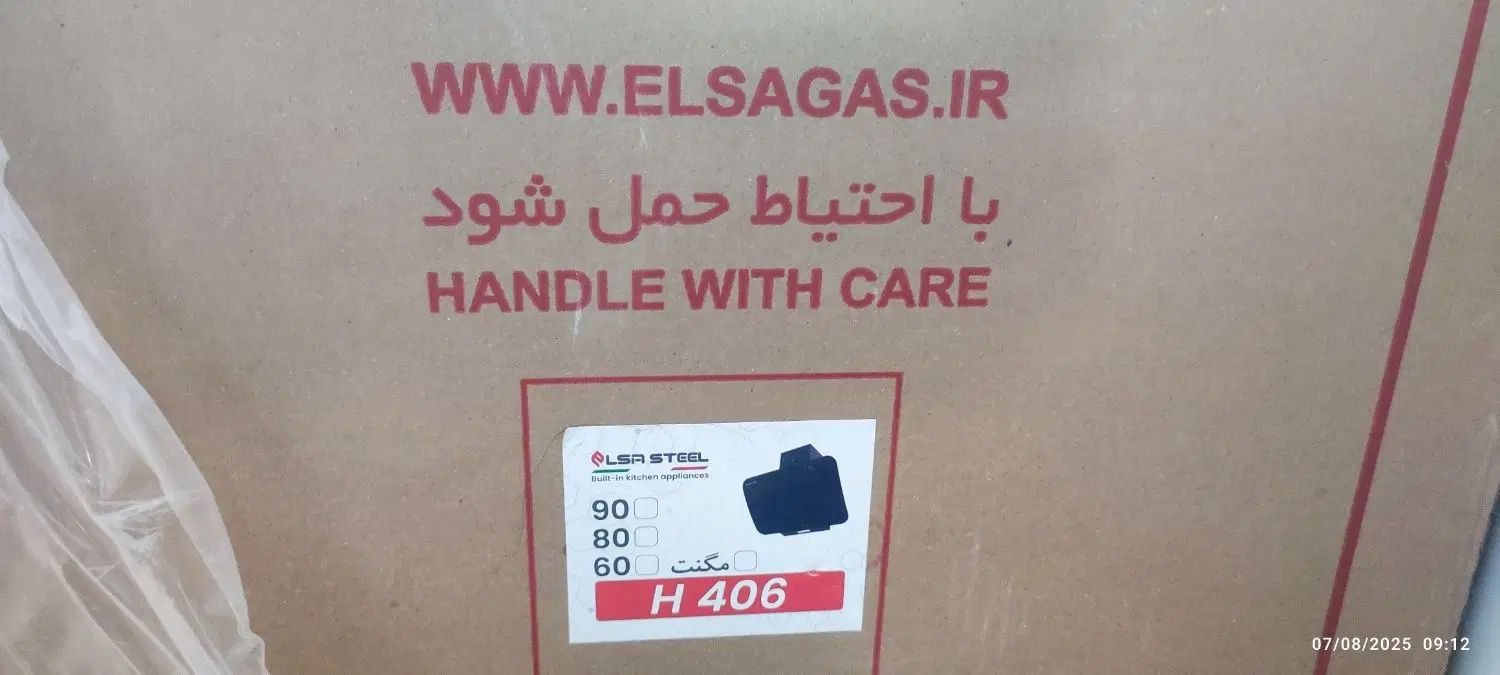 WWW.ELSAGAS.IR
با احتیاط حمل شود
HANDLE WITH CARE
ELSA STEEL
Built-in kitchen appliances
90
80
60 مگنت
H 406
07/08/2025 09:12